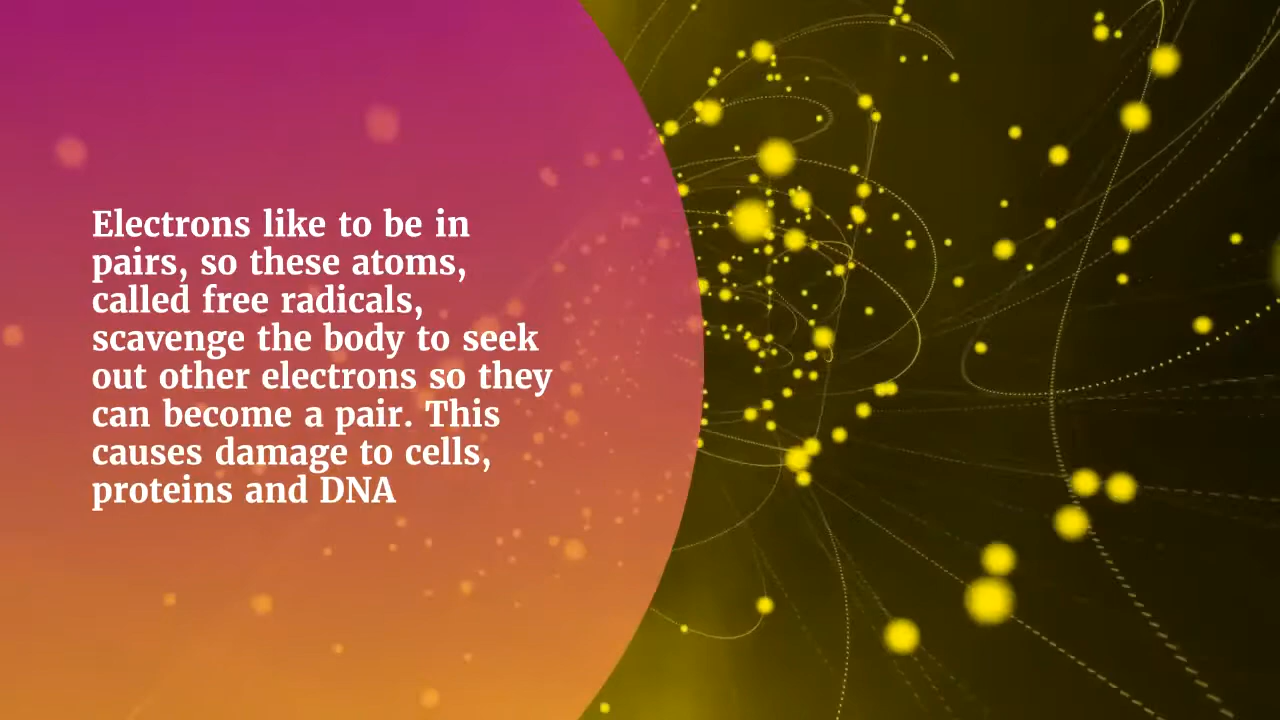 Electrons like to be in
pairs, so these atoms,
called free radicals,
scavenge the body to seek
out other electrons so they
can become a pair. This
causes damage to cells,
proteins and DNA